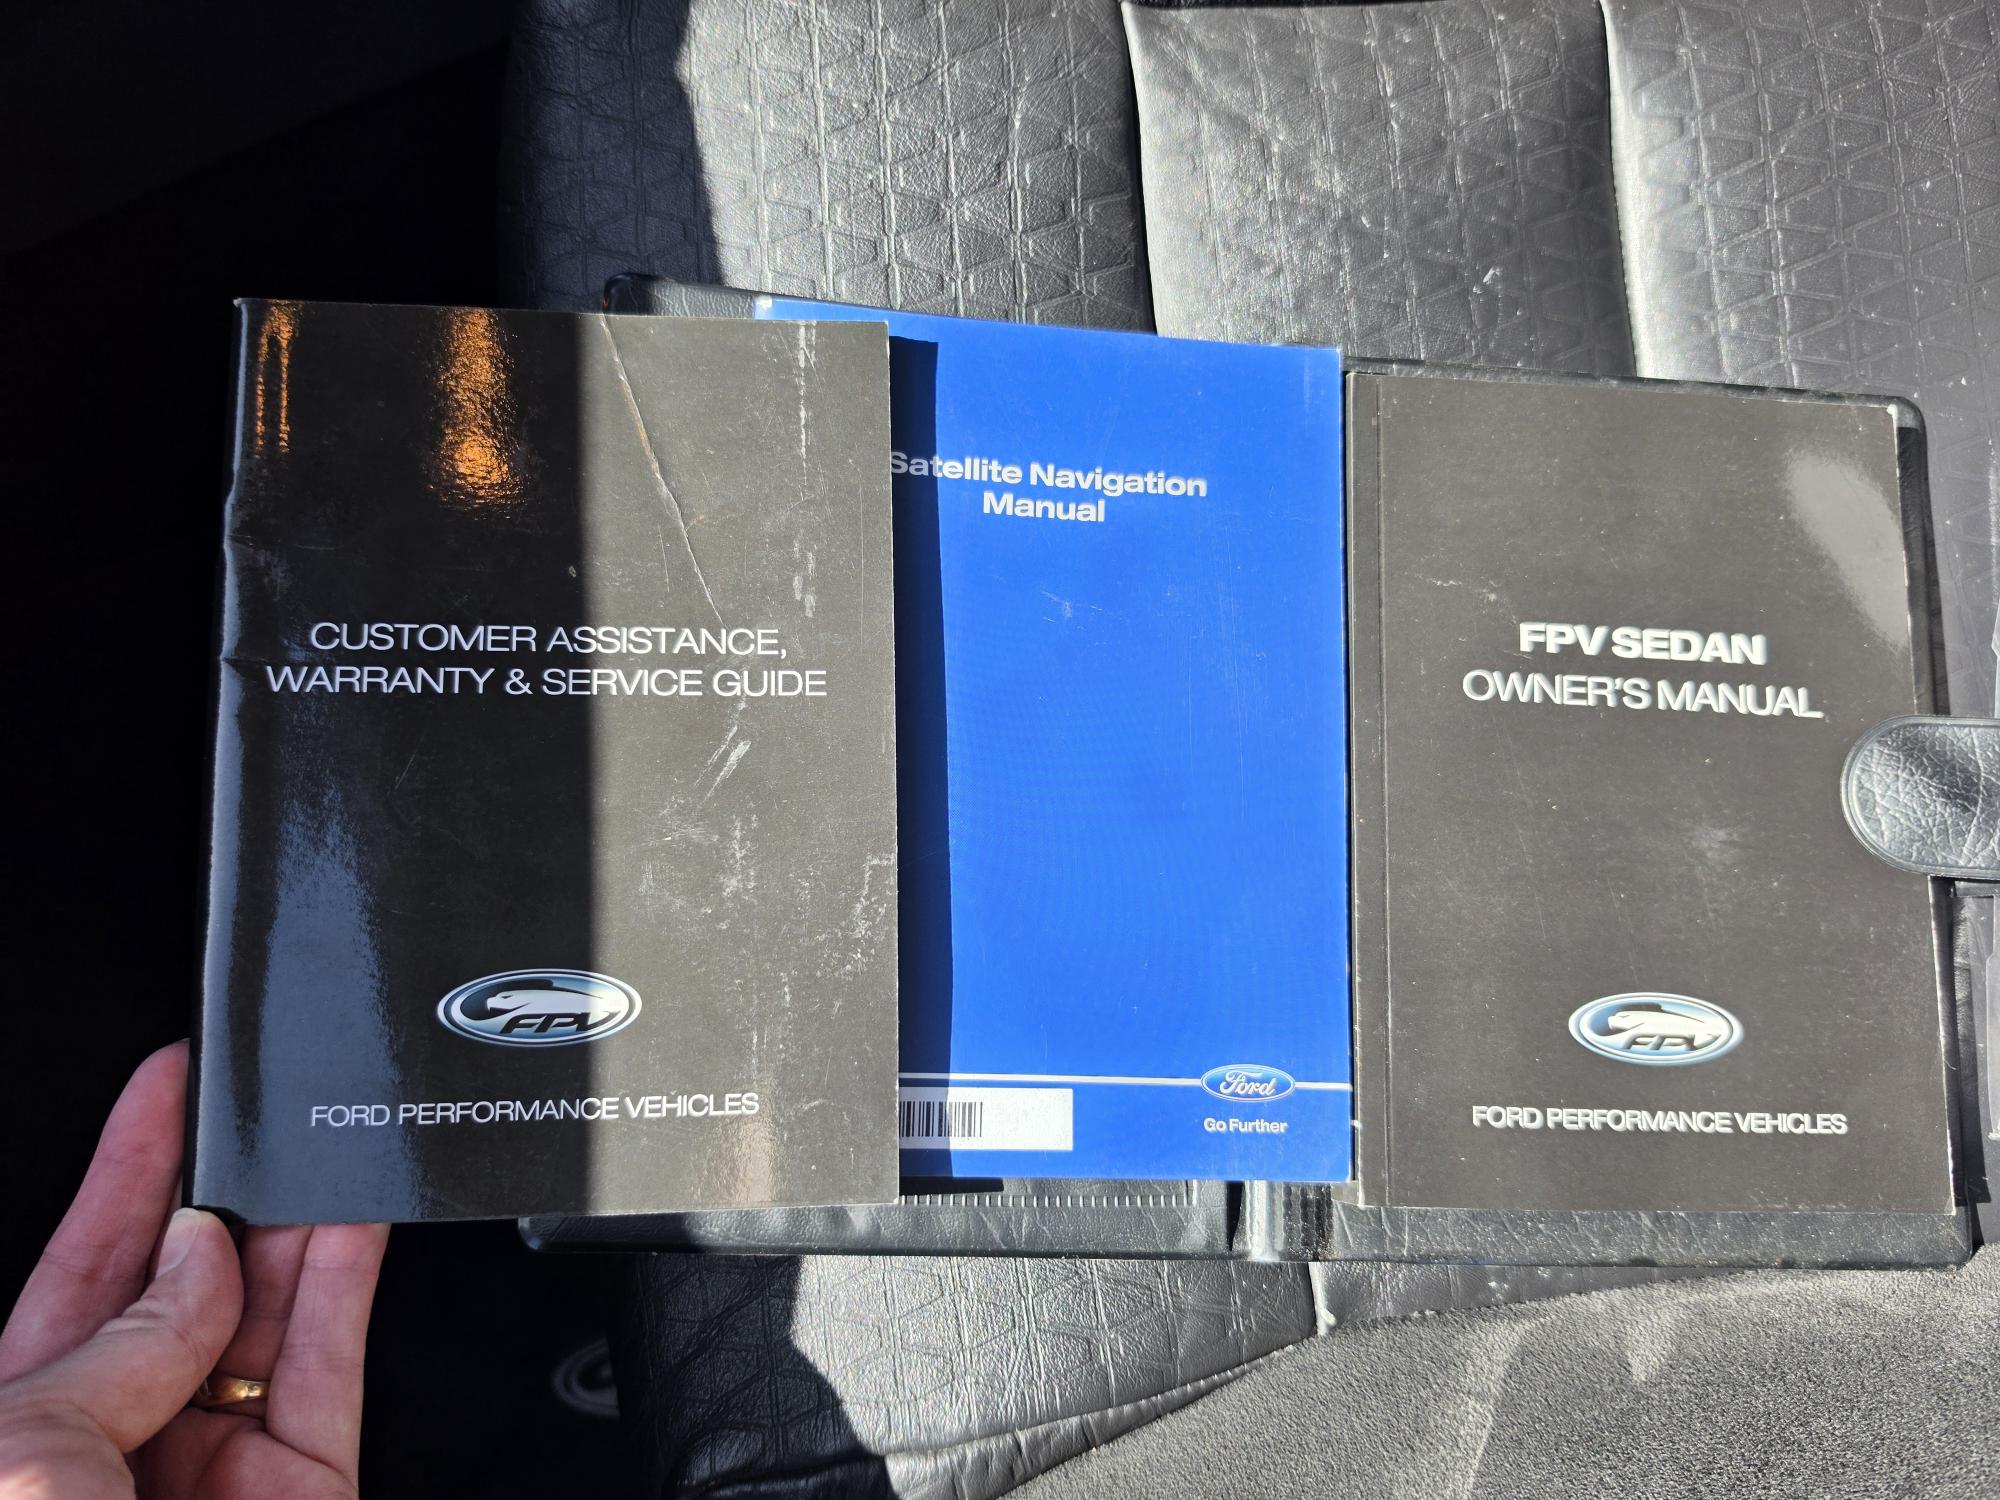 CUSTOMER ASSISTANCE,
WARRANTY & SERVICE GUIDE
FPV
FORD PERFORMANCE VEHICLES
Satellite Navigation
Manual
Ford
Go Further
FPV SEDAN
OWNER'S MANUAL
FPV
FORD PERFORMANCE VEHICLES